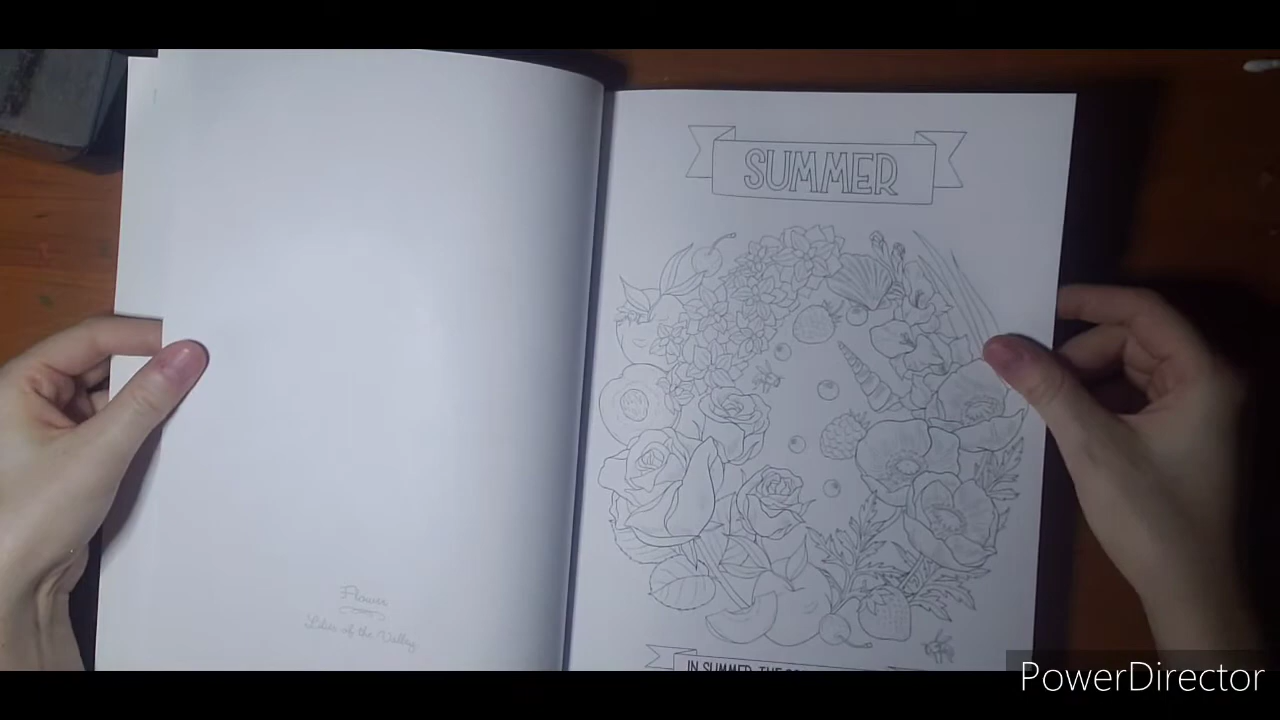 Flower
Lilies of the Valley
SUMMER
IN SUMMER, THE
PowerDirector